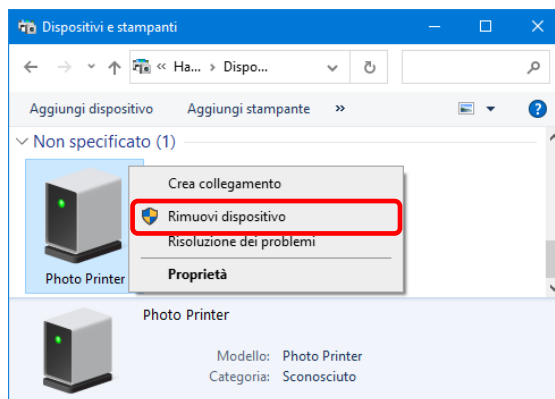 Dispositivi e stampanti
« Ha... › Dispo...
Aggiungi dispositivo Aggiungi stampante »
Non specificato (1)
Crea collegamento
Rimuovi dispositivo
Risoluzione dei problemi
Proprietà
Photo Printer
Photo Printer
Modello: Photo Printer
Categoria: Sconosciuto